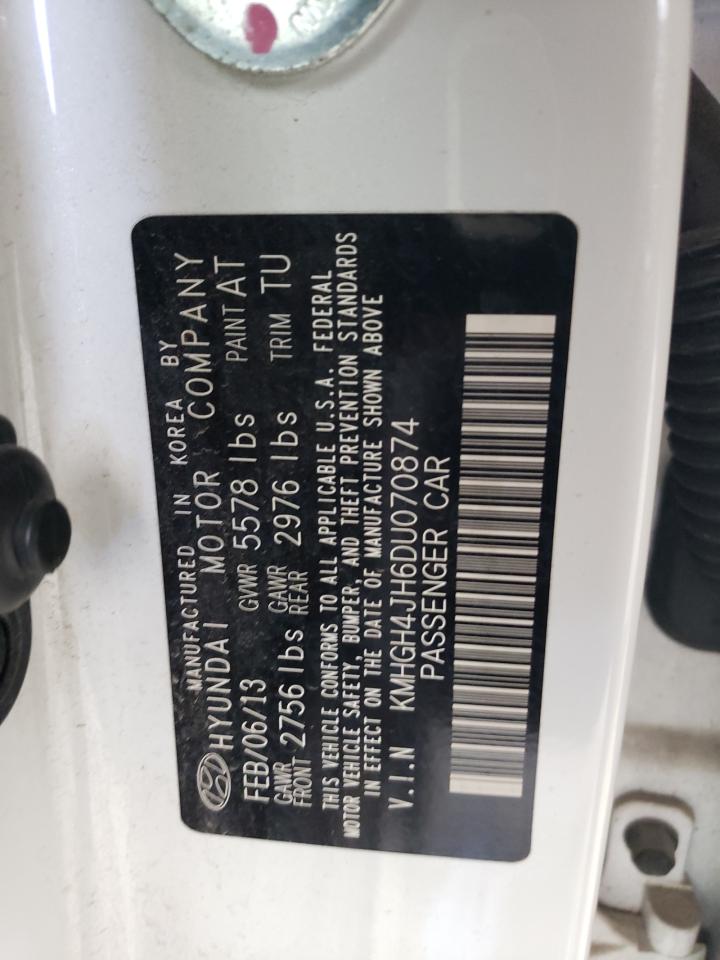 MANUFACTURED IN KOREA BY
HYUNDAI MOTOR COMPANY
FEB/06/13 GVWR 5578 lbs PAINT AT
GAWR FRONT 2756 lbs GAWR REAR 2976 lbs TRIM TU
THIS VEHICLE CONFORMS TO ALL APPLICABLE U.S.A. FEDERAL
MOTOR VEHICLE SAFETY, BUMPER, AND THEFT PREVENTION STANDARDS
IN EFFECT ON THE DATE OF MANUFACTURE SHOWN ABOVE
V.I.N KMHGH4JH6DU070874
PASSENGER CAR